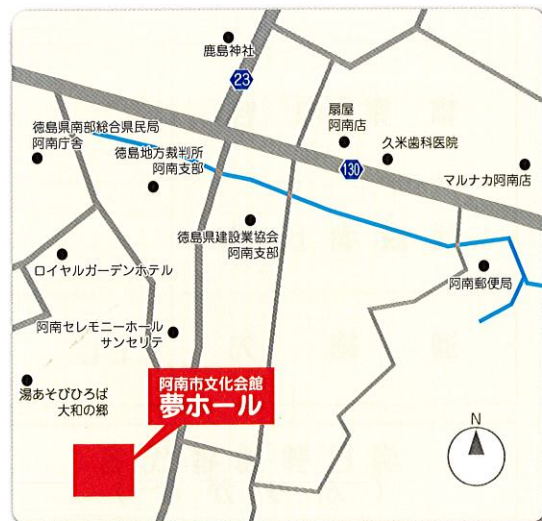 鹿島神社
23
徳島県南部総合県民局
阿南庁舎
徳島地方裁判所
阿南支部
扇屋
阿南店
久米歯科医院
130
マルナカ阿南店
徳島県建設業協会
阿南支部
ロイヤルガーデンホテル
阿南郵便局
阿南セレモニーホール
サンセリテ
湯あそびひろば
大和の郷
阿南市文化会館
夢ホール
N